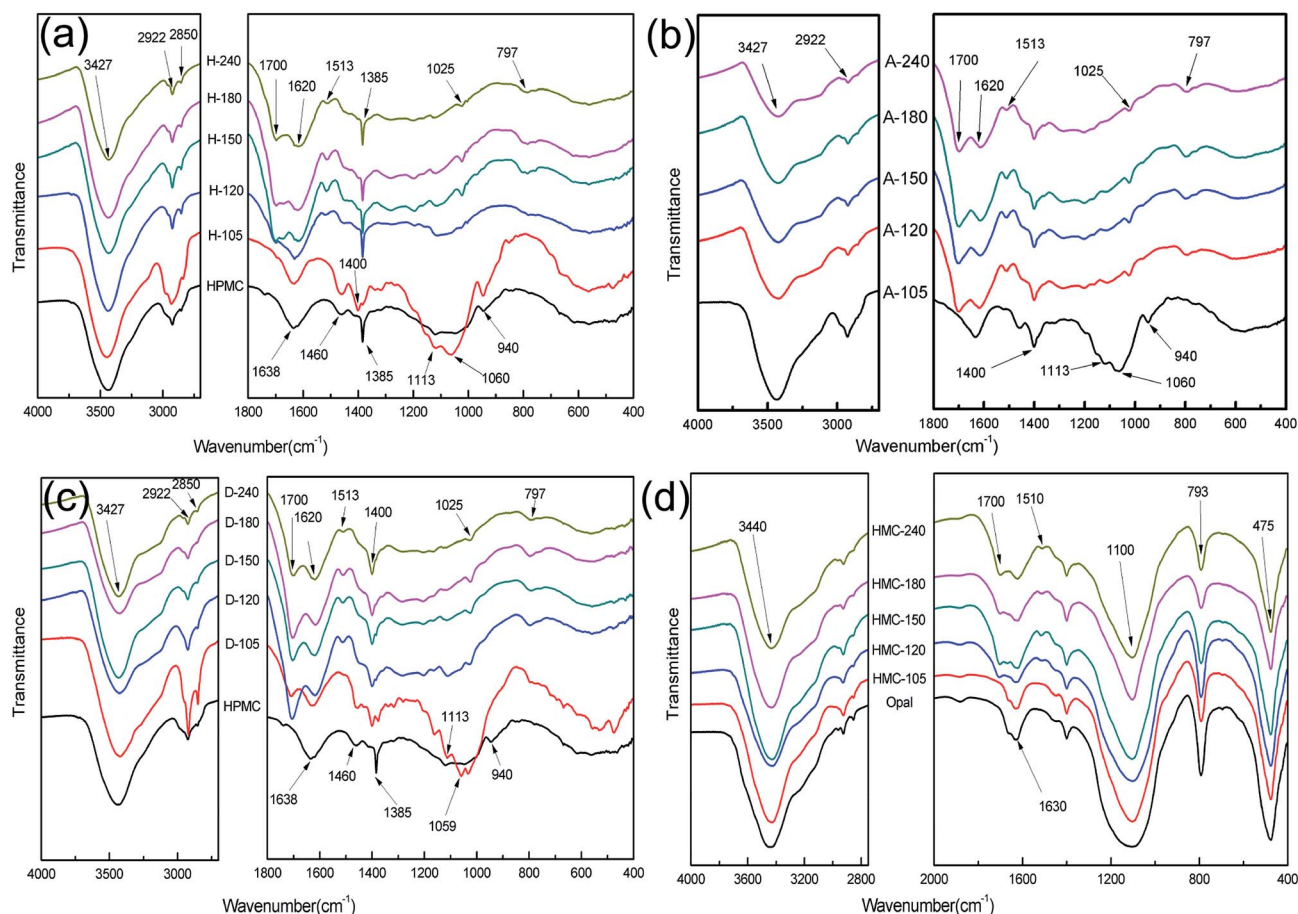 (a)
2922
2850
3427
H-240
H-180
H-150
H-120
H-105
HPMC
1700
1620
1513
1385
1025
797
1400
1638
1460
1385
1113
1060
940
Transmittance
4000 3500 3000
1800 1600 1400 1200 1000 800 600 400
Wavenumber(cm⁻¹)
(b)
3427
2922
A-240
A-180
A-150
A-120
A-105
1700
1620
1513
1025
797
1400
1113
1060
940
Transmittance
4000 3500 3000
1800 1600 1400 1200 1000 800 600 400
Wavenumber(cm⁻¹)
(c)
2922
2850
3427
D-240
D-180
D-150
D-120
D-105
HPMC
1700
1620
1513
1400
1025
797
1638
1460
1385
1113
1059
940
Transmittance
4000 3500 3000
1800 1600 1400 1200 1000 800 600 400
Wavenumber(cm⁻¹)
(d)
3440
HMC-240
HMC-180
HMC-150
HMC-120
HMC-105
Opal
1700
1510
1100
793
475
1630
Transmittance
4000 3600 3200 2800
2000 1600 1200 800 400
Wavenumber(cm⁻¹)